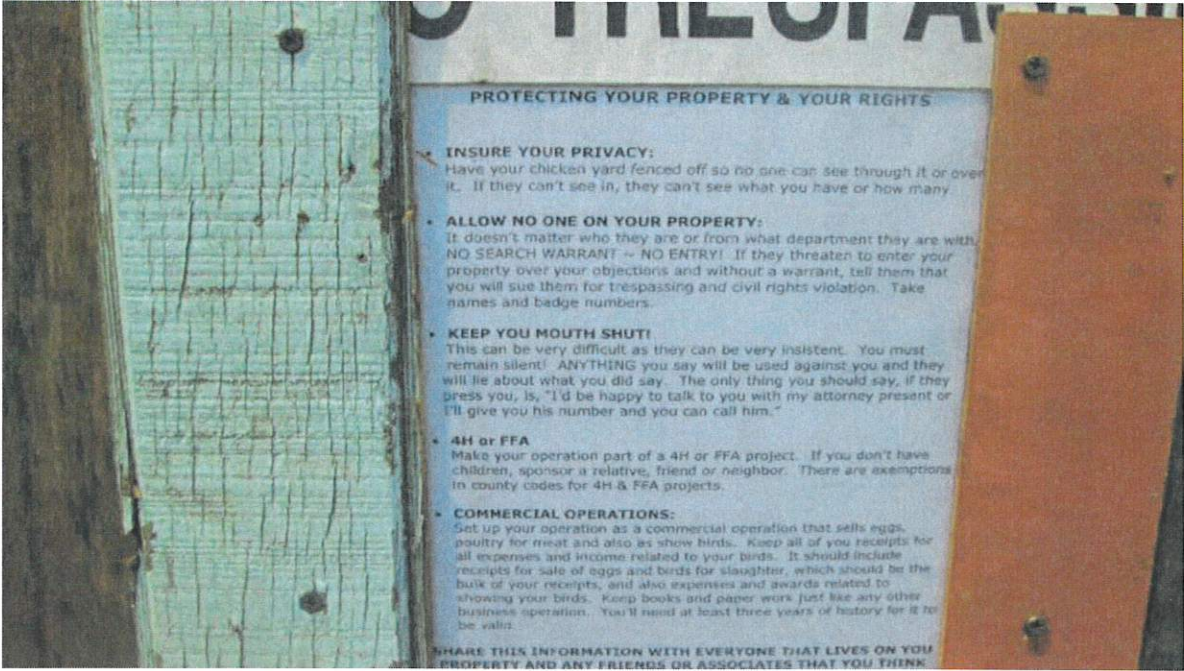 O TRESPASSI
PROTECTING YOUR PROPERTY & YOUR RIGHTS
• INSURE YOUR PRIVACY:
Have your chicken yard fenced off so no one can see through it or over
it. If they can't see in, they can't see what you have or how many
• ALLOW NO ONE ON YOUR PROPERTY:
It doesn't matter who they are or from what department they are with,
NO SEARCH WARRANT ~ NO ENTRY! If they threaten to enter your
property over your objections and without a warrant, tell them that
you will sue them for trespassing and civil rights violation. Take
names and badge numbers.
• KEEP YOU MOUTH SHUT!
This can be very difficult as they can be very insistent. You must
remain silent! ANYTHING you say will be used against you and they
will lie about what you did say. The only thing you should say, if they
press you, is, "I'd be happy to talk to you with my attorney present or
I'll give you his number and you can call him."
• 4H or FFA
Make your operation part of a 4H or FFA project. If you don't have
children, sponsor a relative, friend or neighbor. There are exemptions
in county codes for 4H & FFA projects.
• COMMERCIAL OPERATIONS:
Set up your operation as a commercial operation that sells eggs,
poultry for meat and also as show birds. Keep all of you receipts for
all expenses and income related to your birds. It should include
receipts for sale of eggs and birds for slaughter, which should be the
bulk of your receipts, and also expenses and awards related to
showing your birds. Keep books and paper work just like any other
business operation. You'll need at least three years of history for it to
be valid.
SHARE THIS INFORMATION WITH EVERYONE THAT LIVES ON YOU
PROPERTY AND ANY FRIENDS OR ASSOCIATES THAT YOU THINK